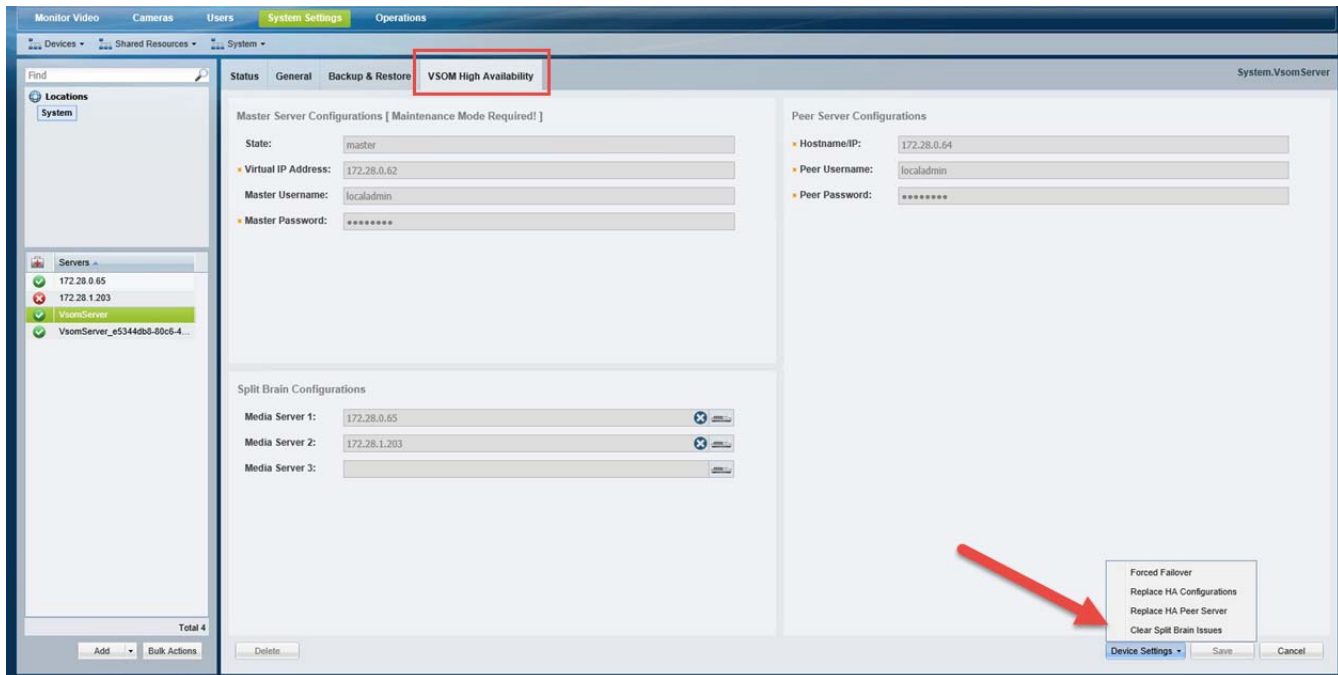 Monitor Video Cameras Users System Settings Operations
Devices Shared Resources System
Find
Locations
System
Servers
172.28.0.65
172.28.1.203
VsomServer
VsomServer_e5344db8-80c6-4...
Total 4
Add Bulk Actions
Status General Backup & Restore VSOM High Availability System.VsomServer
Master Server Configurations [ Maintenance Mode Required! ]
State: master
Virtual IP Address: 172.28.0.62
Master Username: localadmin
Master Password: ••••••••
Peer Server Configurations
Hostname/IP: 172.28.0.64
Peer Username: localadmin
Peer Password: ••••••••
Split Brain Configurations
Media Server 1: 172.28.0.65
Media Server 2: 172.28.1.203
Media Server 3:
Forced Failover
Replace HA Configurations
Replace HA Peer Server
Clear Split Brain Issues
Delete Device Settings Save Cancel